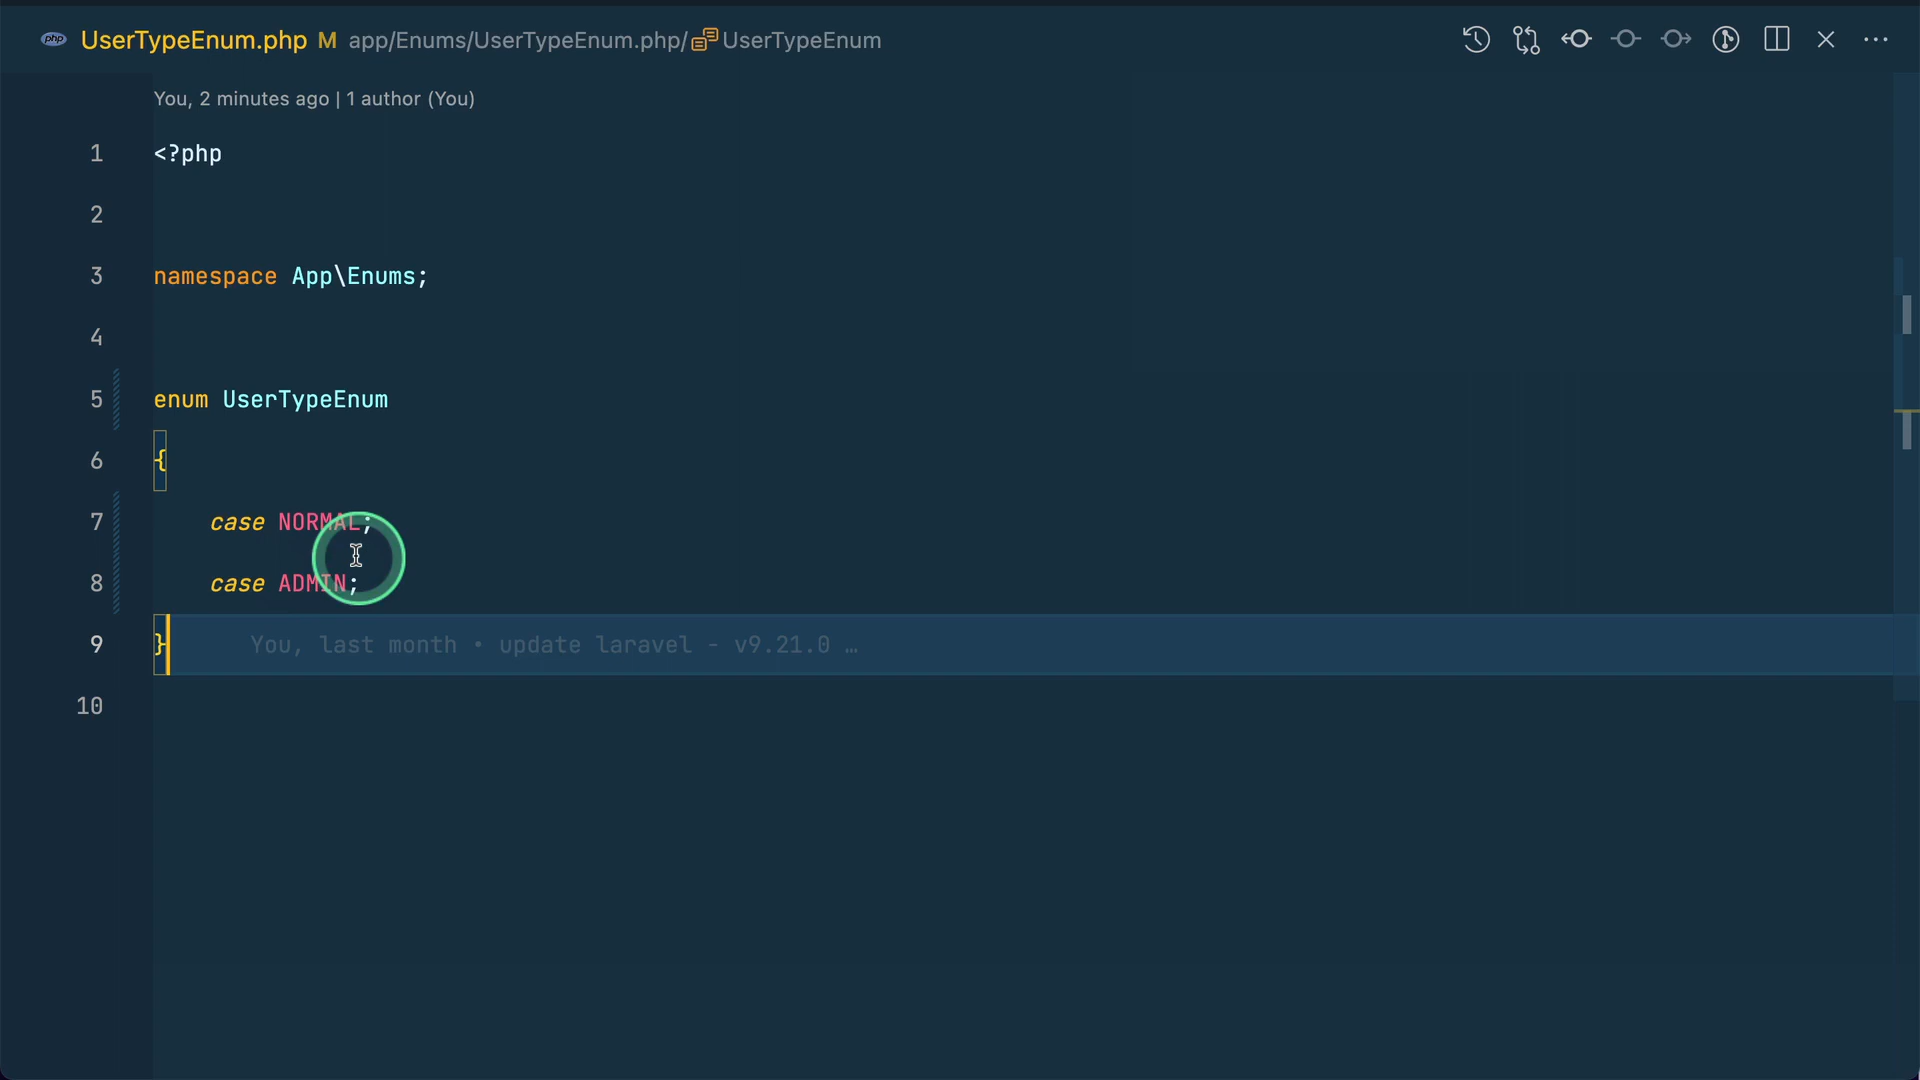 php UserTypeEnum.php M app/Enums/UserTypeEnum.php/ UserTypeEnum
You, 2 minutes ago | 1 author (You)
1 <?php
2
3 namespace App\Enums;
4
5 enum UserTypeEnum
6 {
7 case NORMAL;
8 case ADMIN;
9 } You, last month • update laravel - v9.21.0 …
10